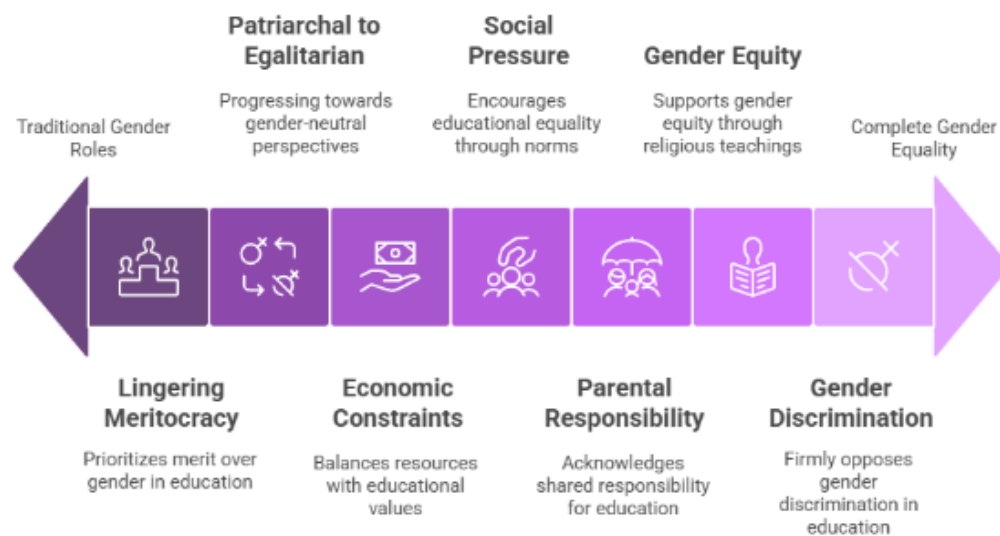 Traditional Gender
Roles
Patriarchal to
Egalitarian
Progressing towards
gender-neutral
perspectives
Social
Pressure
Encourages
educational equality
through norms
Gender Equity
Supports gender
equity through
religious teachings
Complete Gender
Equality
Lingering
Meritocracy
Prioritizes merit over
gender in education
Economic
Constraints
Balances resources
with educational
values
Parental
Responsibility
Acknowledges
shared responsibility
for education
Gender
Discrimination
Firmly opposes
gender
discrimination in
education